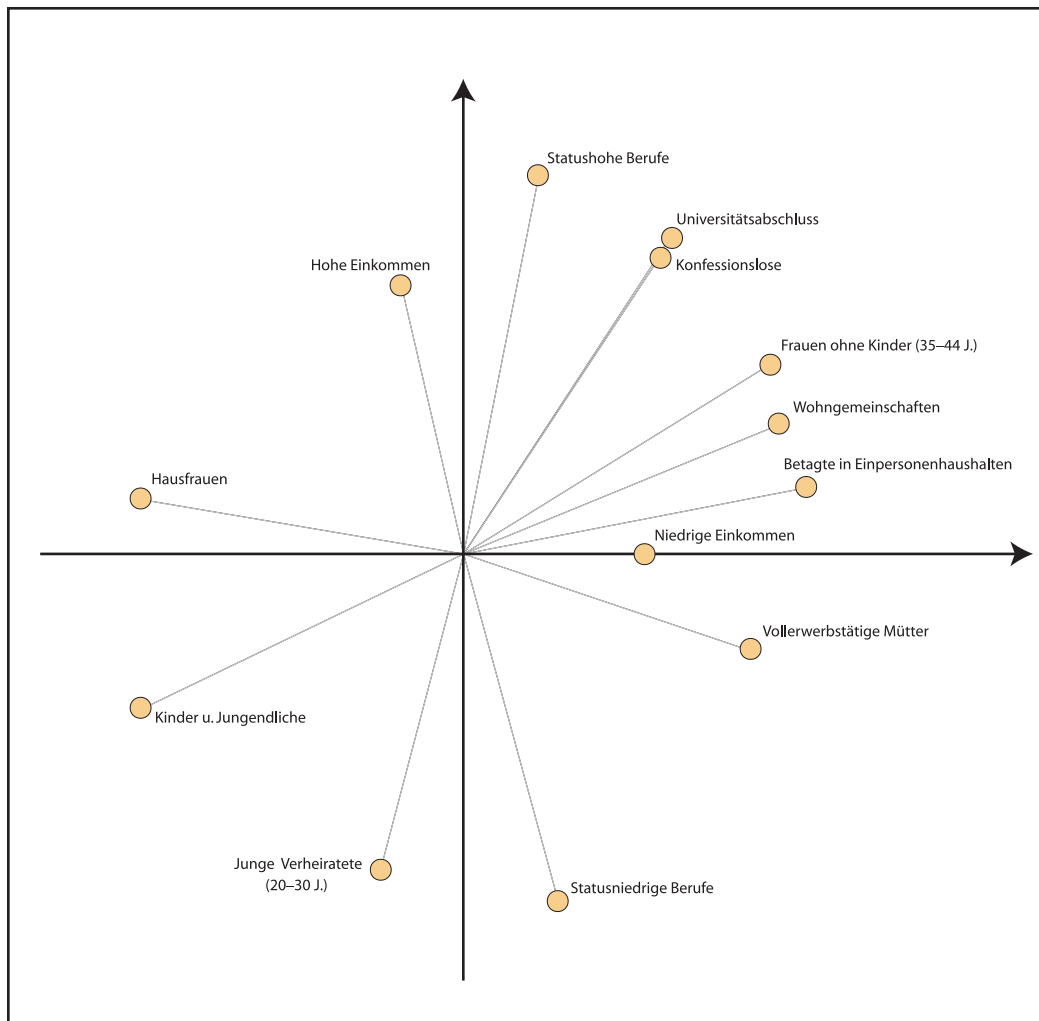 Statushohe Berufe
Universitätsabschluss
Hohe Einkommen
Konfessionslose
Frauen ohne Kinder (35–44 J.)
Wohngemeinschaften
Betagte in Einpersonenhaushalten
Hausfrauen
Niedrige Einkommen
Vollerwerbstätige Mütter
Kinder u. Jungendliche
Junge Verheiratete
(20–30 J.)
Statusniedrige Berufe